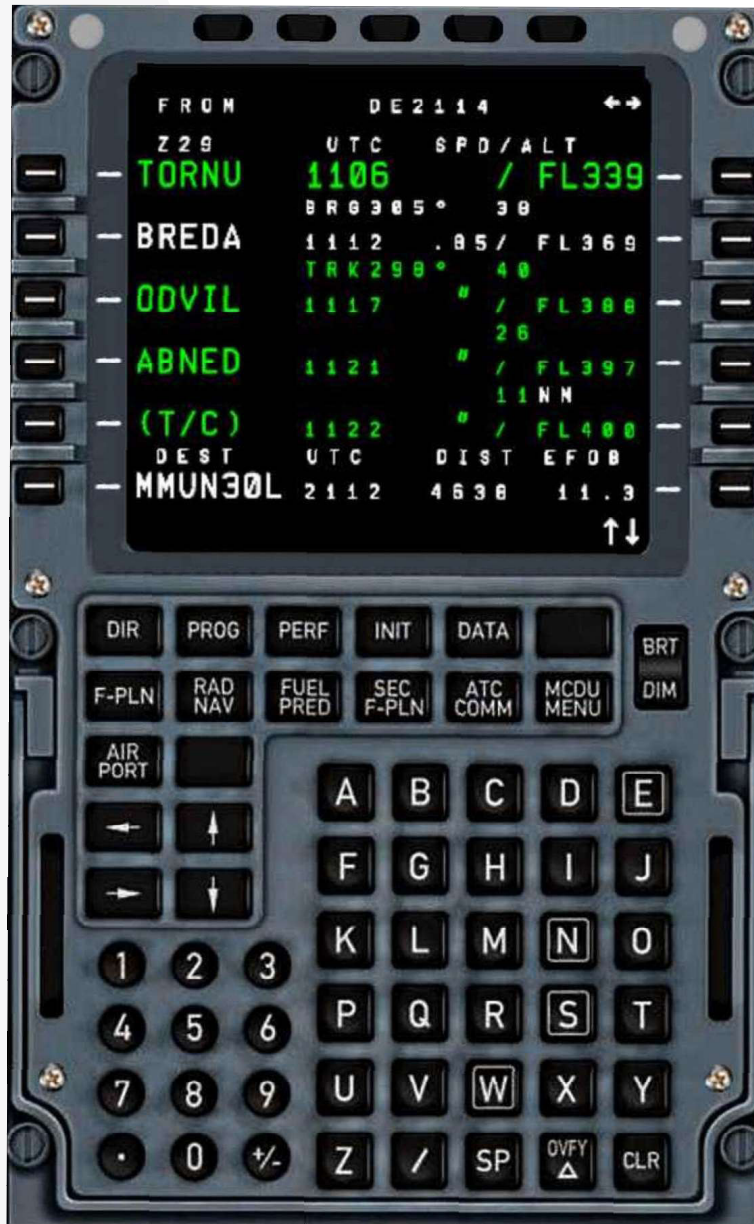 FROM DE2114 ←→
Z29 UTC SPD/ALT
TORNU 1106 / FL339
BRG305° 38
BREDA 1112 .85/ FL369
TRK298° 40
ODVIL 1117 " / FL388
26
ABNED 1121 " / FL397
11NM
(T/C) 1122 " / FL400
DEST UTC DIST EFOB
MMUN30L 2112 4638 11.3
↑↓
DIR PROG PERF INIT DATA
BRT
F-PLN RAD NAV FUEL PRED SEC F-PLN ATC COMM MCDU MENU
DIM
AIR PORT
A B C D E
← ↑
F G H I J
→ ↓
K L M N O
1 2 3
P Q R S T
4 5 6
U V W X Y
7 8 9
Z / SP OVFY Δ CLR
. 0 +/-